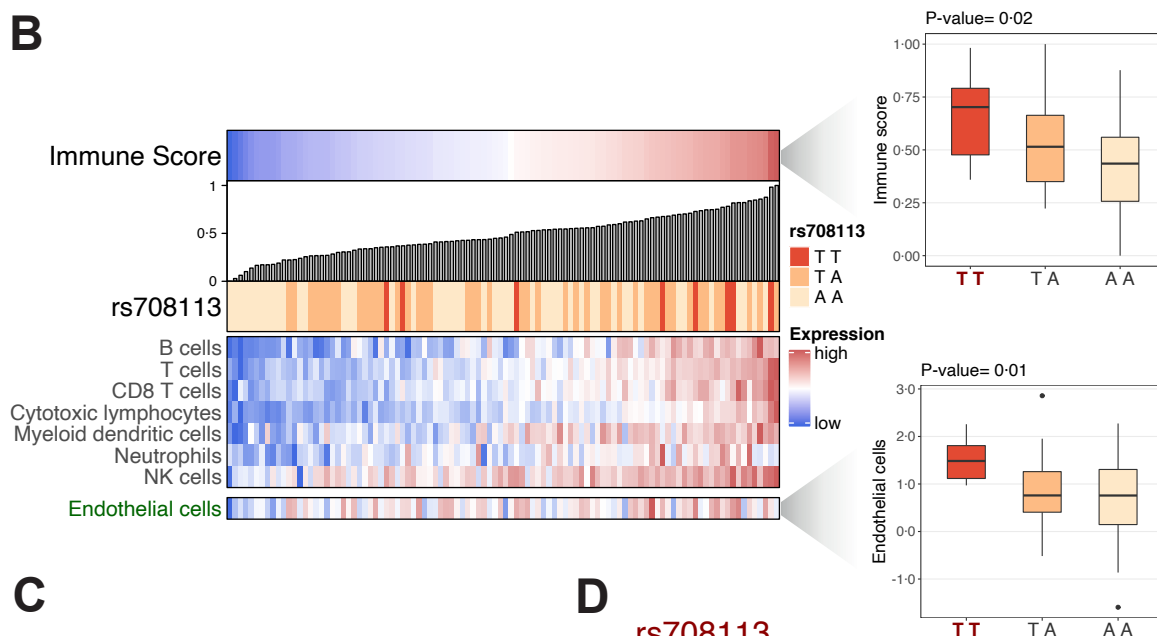 B
P-value= 0·02
1·00
0·75
0·50
0·25
0·00
Immune score
T T
T A
A A
Immune Score
1
0·5
0
rs708113
rs708113
T T
T A
A A
B cells
T cells
CD8 T cells
Cytotoxic lymphocytes
Myeloid dendritic cells
Neutrophils
NK cells
Endothelial cells
Expression
high
low
P-value= 0·01
3·0
2·0
1·0
0·0
-1·0
Endothelial cells
T T
T A
A A
C
D
rs708113